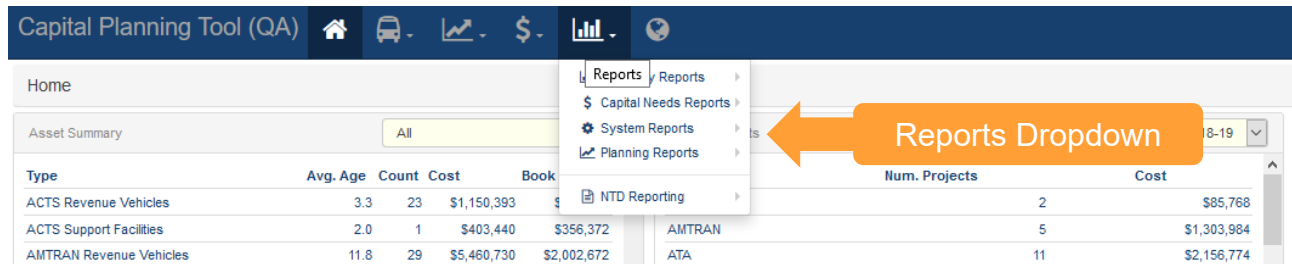 Capital Planning Tool (QA) $
Reports y Reports
Home
$ Capital Needs Reports
Asset Summary All System Reports ts Reports Dropdown 8-19
Planning Reports
Type Avg. Age Count Cost Book Num. Projects Cost
NTD Reporting
ACTS Revenue Vehicles 3.3 23 $1,150,393 $ 2 $85,768
ACTS Support Facilities 2.0 1 $403,440 $356,372 AMTRAN 5 $1,303,984
AMTRAN Revenue Vehicles 11.8 29 $5,460,730 $2,002,672 ATA 11 $2,156,774